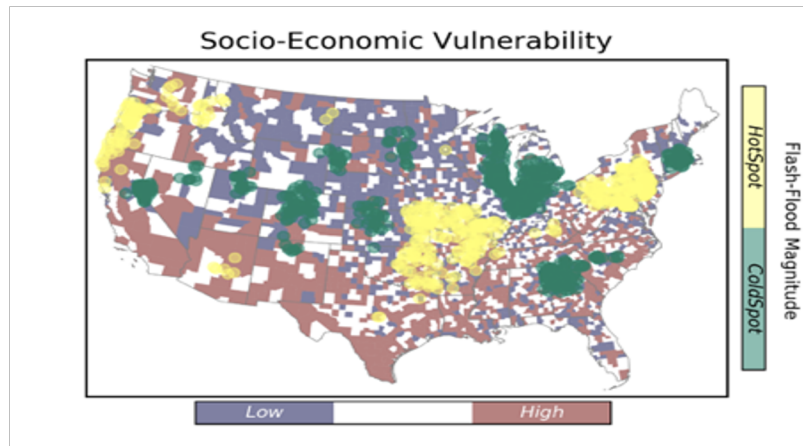 Socio-Economic Vulnerability
HotSpot
ColdSpot
Flash-Flood Magnitude
Low
High